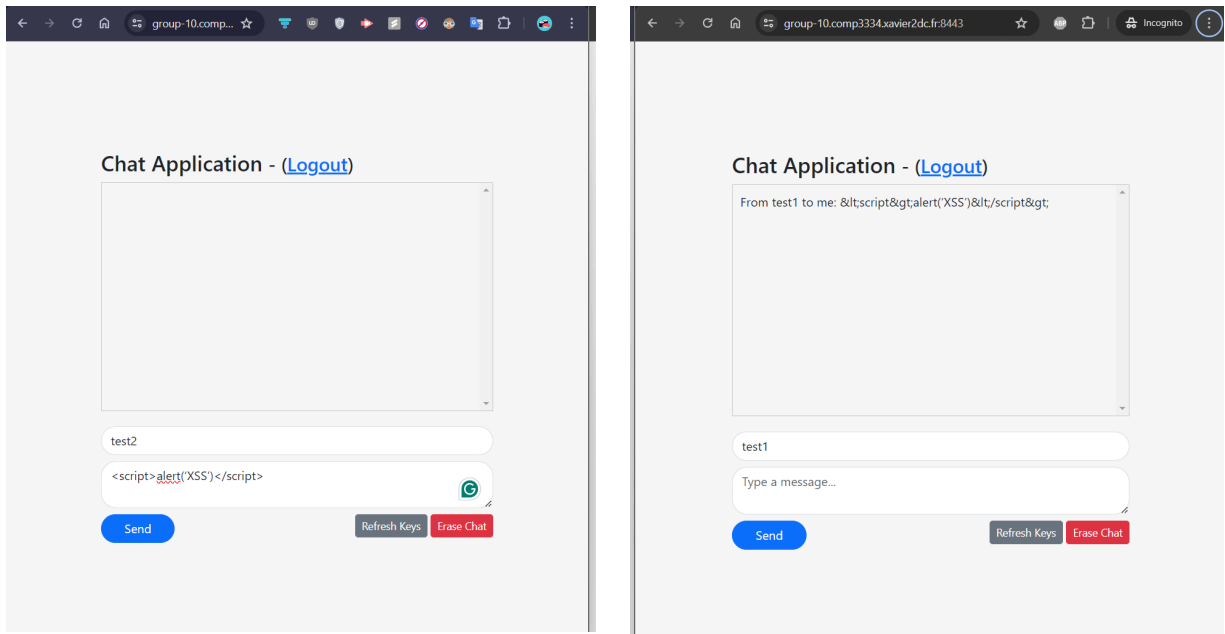 group-10.comp...
Chat Application - (Logout)
test2
<script>alert('XSS')</script>
Send
Refresh Keys
Erase Chat
group-10.comp3334.xavier2dc.fr:8443
ABP
Incognito
Chat Application - (Logout)
From test1 to me: &lt;script&gt;alert('XSS')&lt;/script&gt;
test1
Type a message...
Send
Refresh Keys
Erase Chat